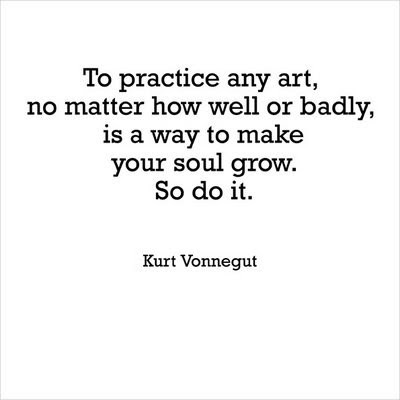 To practice any art,
no matter how well or badly,
is a way to make
your soul grow.
So do it.
Kurt Vonnegut